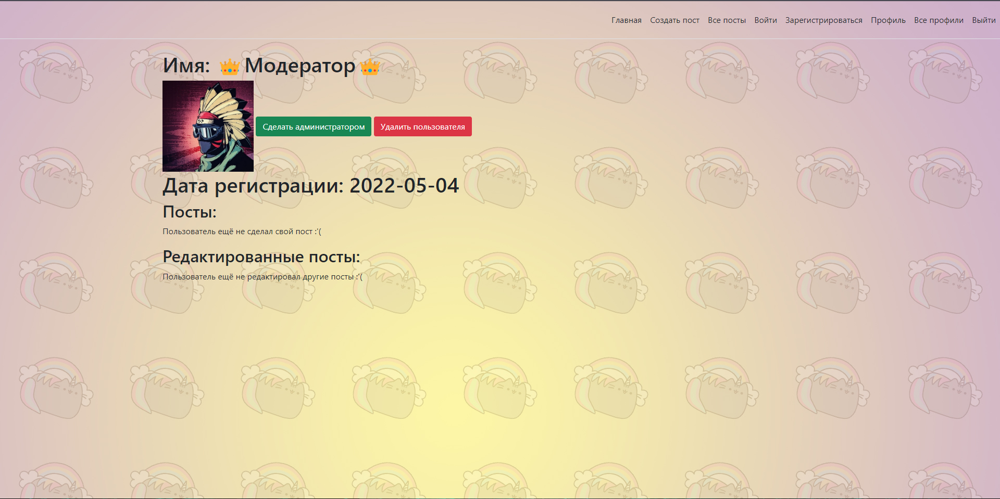 Главная Создать пост Все посты Войти Зарегистрироваться Профиль Все профили Выйти
Имя: 👑Модератор👑
Сделать администратором Удалить пользователя
Дата регистрации: 2022-05-04
Посты:
Пользователь ещё не сделал свой пост :'(
Редактированные посты:
Пользователь ещё не редактировал другие посты :'(